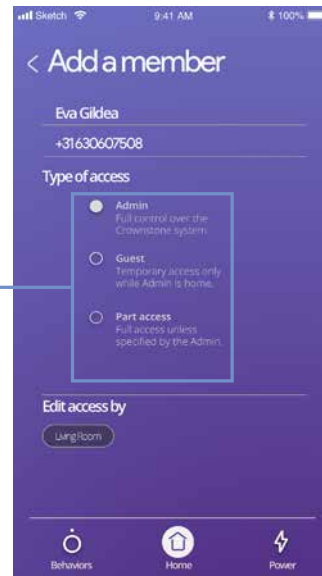 Sketch 9:41 AM 100%
< Add a member
Eva Gildea
+31630607508
Type of access
Admin
Full control over the
Crownstone system
Guest
Temporary access only
while Admin is home.
Part access
Full access unless
specified by the Admin.
Edit access by
Living Room
Behaviors Home Power